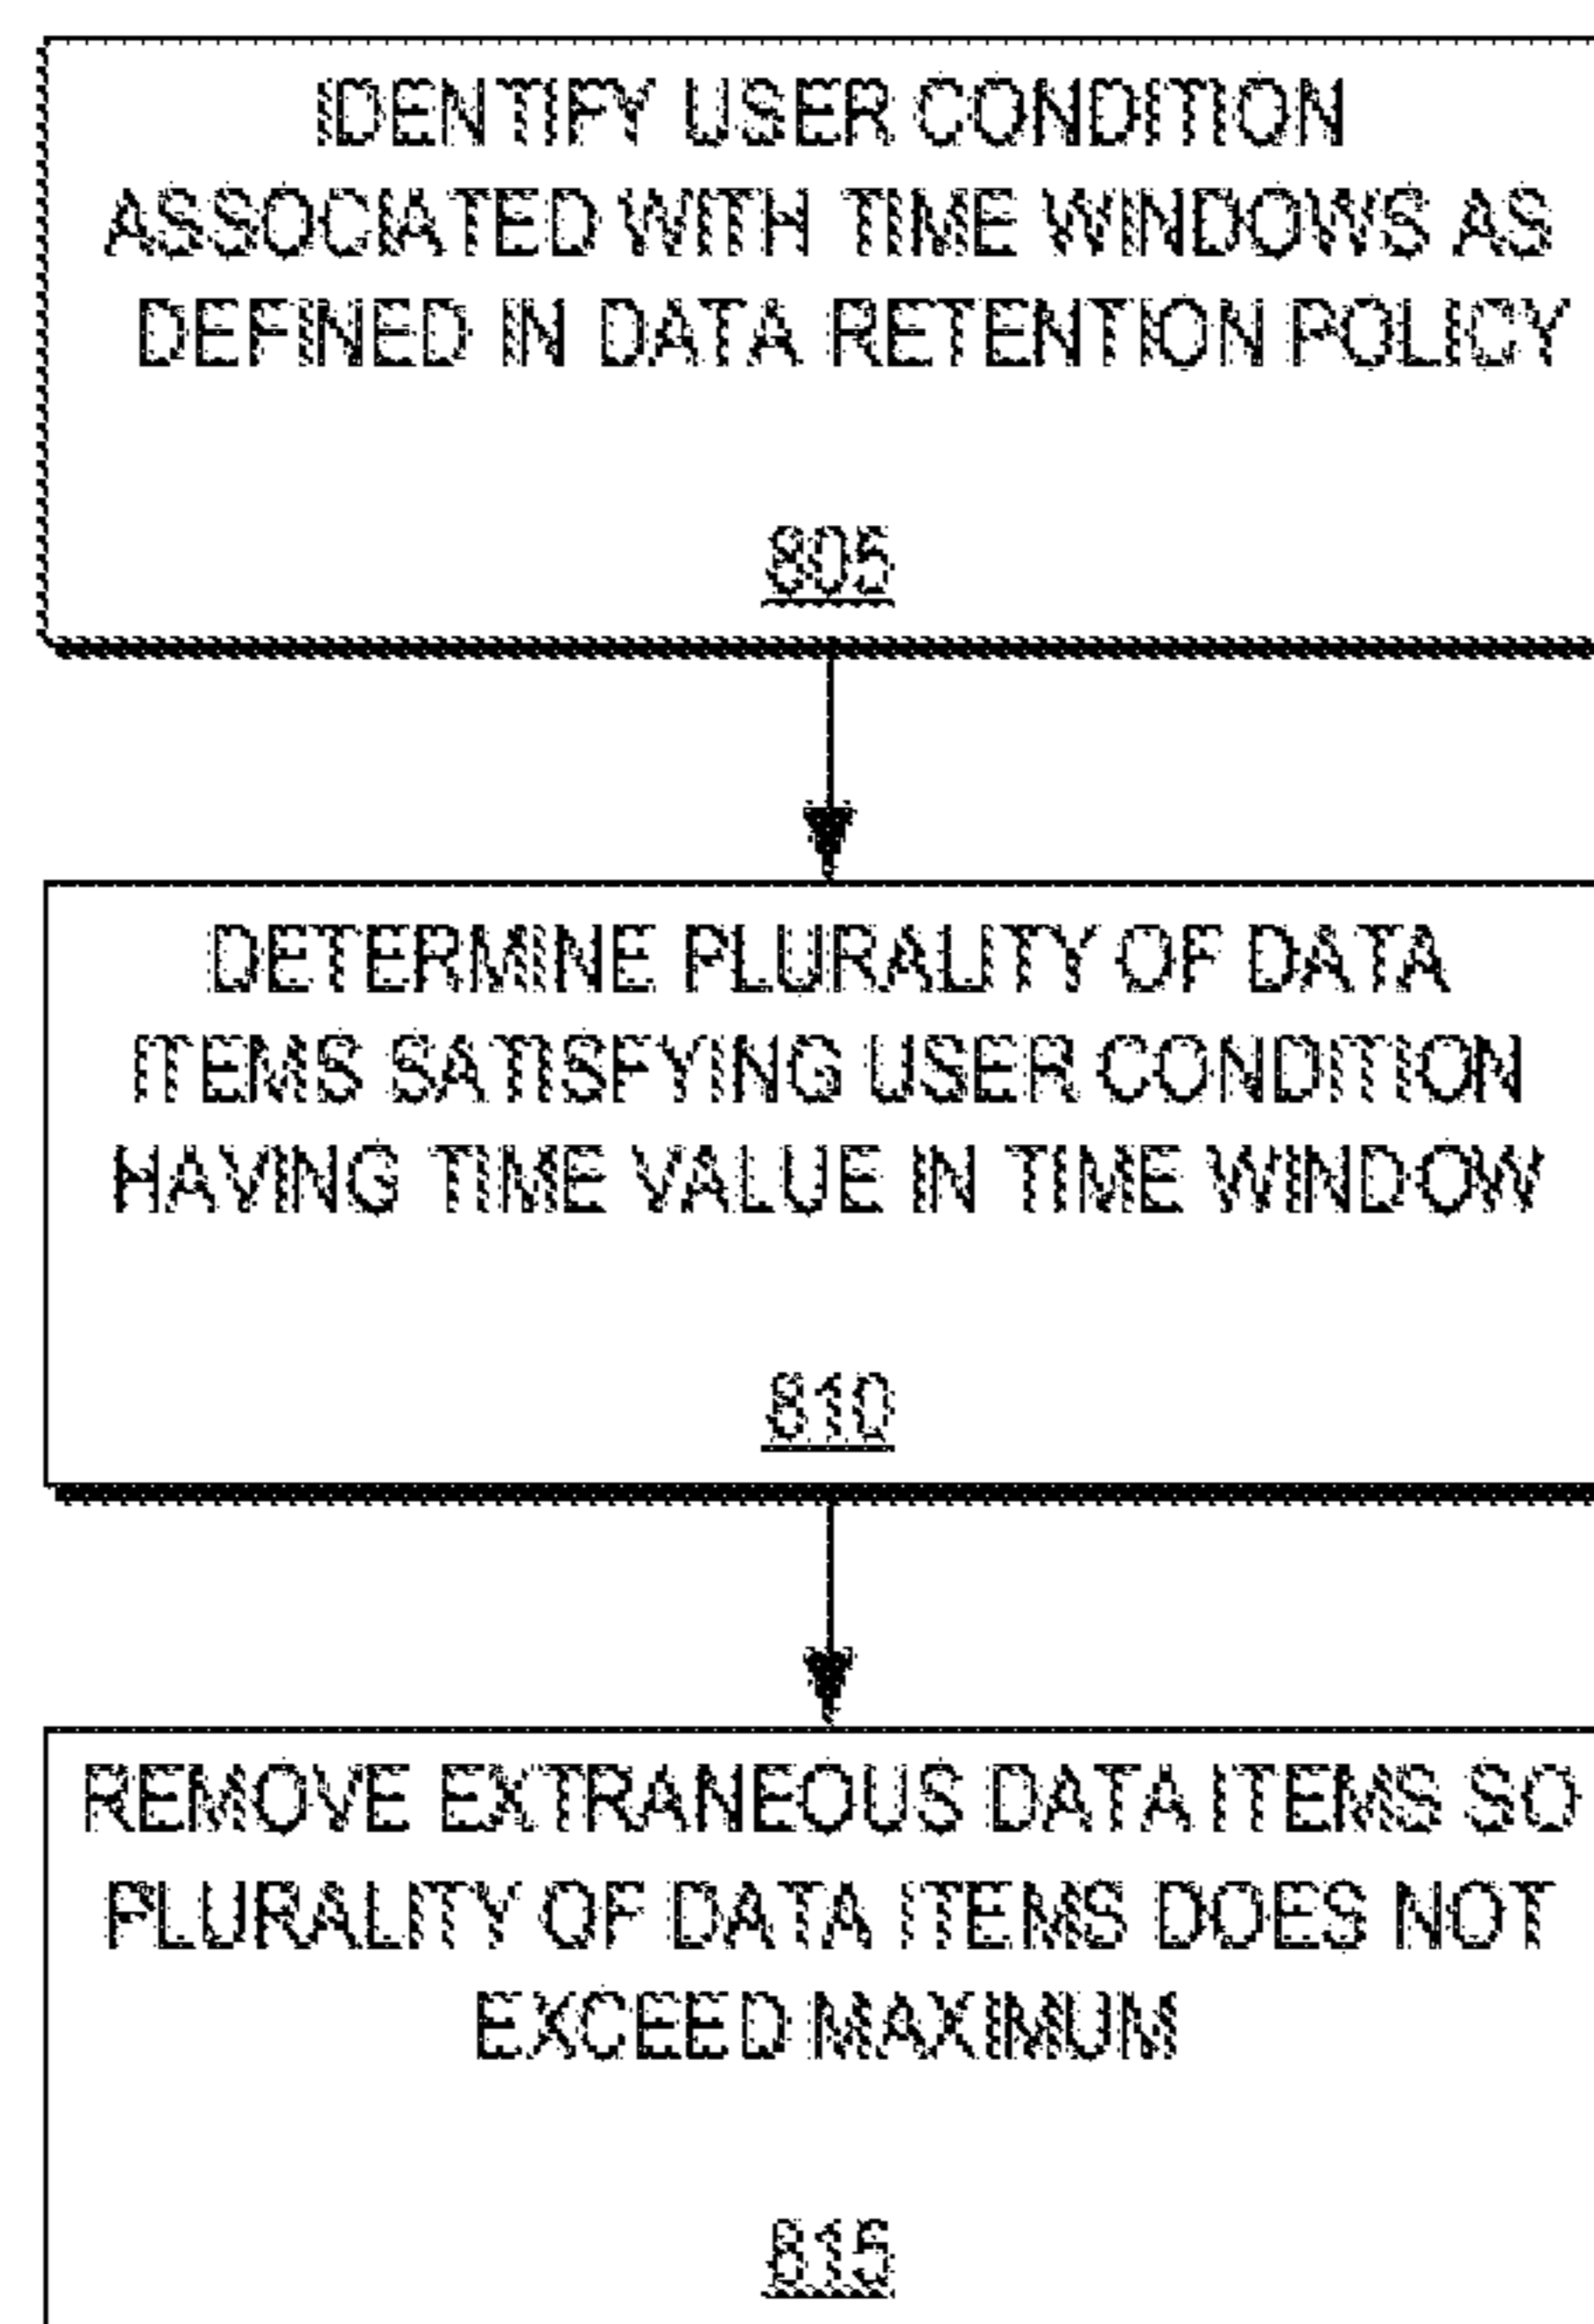 IDENTIFY USER CONDITION
ASSOCIATED WITH TIME WINDOWS AS
DEFINED IN DATA RETENTION POLICY
805
DETERMINE PLURALITY OF DATA
ITEMS SATISFYING USER CONDITION
HAVING TIME VALUE IN TIME WINDOW
810
REMOVE EXTRANEOUS DATA ITEMS SO
PLURALITY OF DATA ITEMS DOES NOT
EXCEED MAXIMUM
815